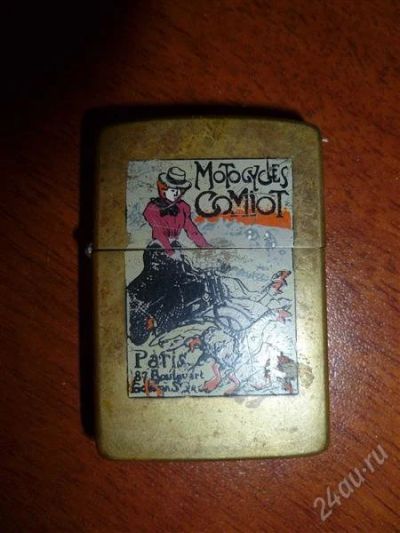 MOTOCYCLES
COMIOT
Paris
87 Boulevart
24au.ru